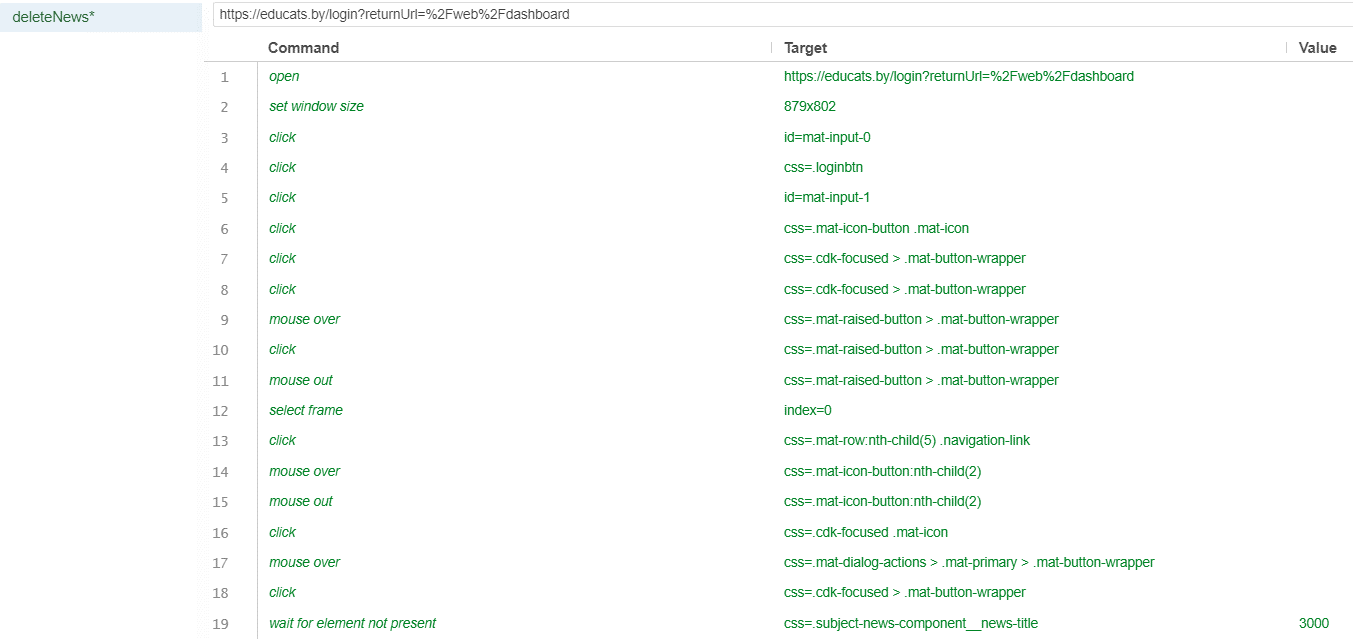 deleteNews*
https://educats.by/login?returnUrl=%2Fweb%2Fdashboard
Command Target Value
1 open https://educats.by/login?returnUrl=%2Fweb%2Fdashboard
2 set window size 879x802
3 click id=mat-input-0
4 click css=.loginbtn
5 click id=mat-input-1
6 click css=.mat-icon-button .mat-icon
7 click css=.cdk-focused > .mat-button-wrapper
8 click css=.cdk-focused > .mat-button-wrapper
9 mouse over css=.mat-raised-button > .mat-button-wrapper
10 click css=.mat-raised-button > .mat-button-wrapper
11 mouse out css=.mat-raised-button > .mat-button-wrapper
12 select frame index=0
13 click css=.mat-row:nth-child(5) .navigation-link
14 mouse over css=.mat-icon-button:nth-child(2)
15 mouse out css=.mat-icon-button:nth-child(2)
16 click css=.cdk-focused .mat-icon
17 mouse over css=.mat-dialog-actions > .mat-primary > .mat-button-wrapper
18 click css=.cdk-focused > .mat-button-wrapper
19 wait for element not present css=.subject-news-component__news-title 3000